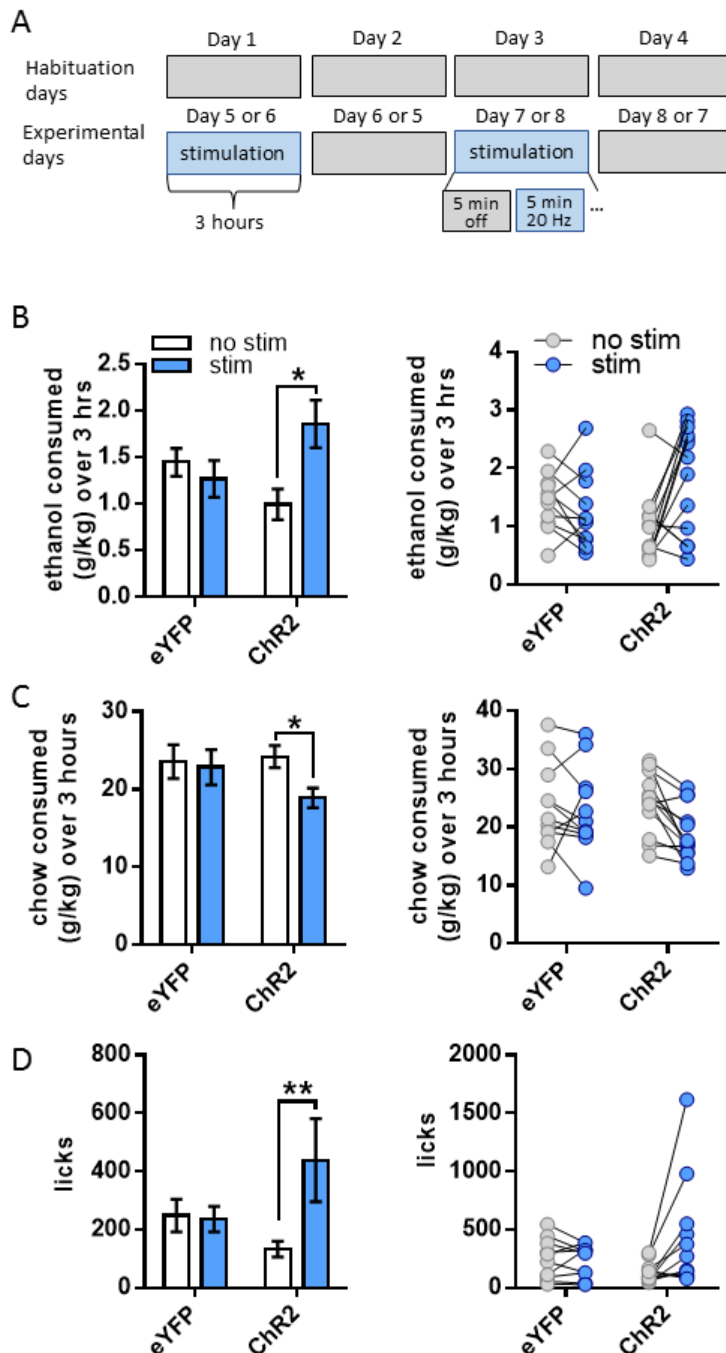 A
Day 1 Day 2 Day 3 Day 4
Habituation
days
Day 5 or 6 Day 6 or 5 Day 7 or 8 Day 8 or 7
Experimental
days
stimulation stimulation
3 hours
5 min
off
5 min
20 Hz
...
B
no stim
stim
*
ethanol consumed
(g/kg) over 3 hrs
2.5
2.0
1.5
1.0
0.5
0.0
eYFP
ChR2
no stim
stim
ethanol consumed
(g/kg) over 3 hrs
4
3
2
1
0
eYFP
ChR2
C
*
chow consumed
(g/kg) over 3 hours
30
20
10
0
eYFP
ChR2
chow consumed
(g/kg) over 3 hours
40
30
20
10
0
eYFP
ChR2
D
**
licks
800
600
400
200
0
eYFP
ChR2
licks
2000
1500
1000
500
0
eYFP
ChR2